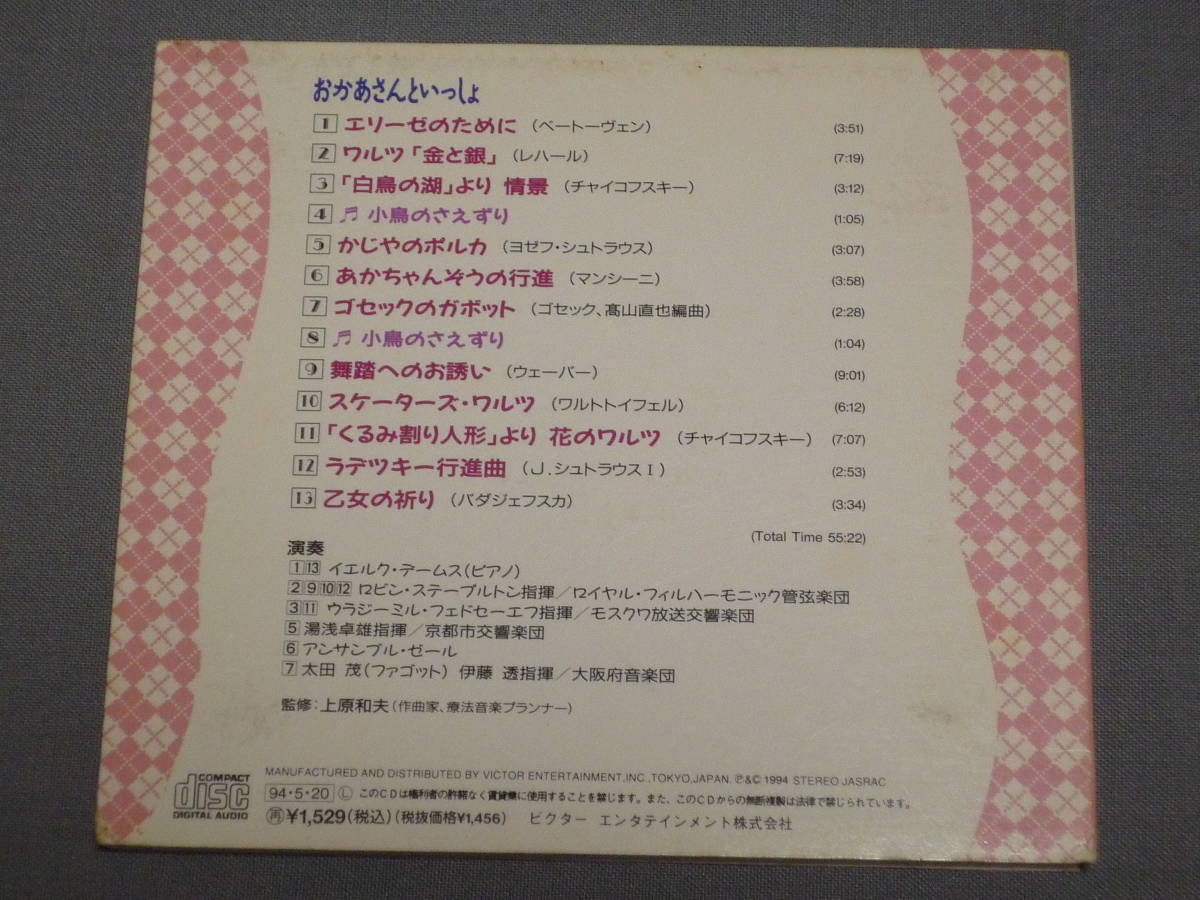 おかあさんといっしょ
1 エリーゼのために (ベートーヴェン) (3:51)
2 ワルツ「金と銀」 (レハール) (7:19)
3 「白鳥の湖」より 情景 (チャイコフスキー) (3:12)
4 ♬ 小鳥のさえずり (1:05)
5 かじやのポルカ (ヨゼフ・シュトラウス) (3:07)
6 あかちゃんぞうの行進 (マンシーニ) (3:58)
7 ゴセックのガボット (ゴセック、髙山直也編曲) (2:28)
8 ♬ 小鳥のさえずり (1:04)
9 舞踏へのお誘い (ウェーバー) (9:01)
10 スケーターズ・ワルツ (ワルトトイフェル) (6:12)
11 「くるみ割り人形」より 花のワルツ (チャイコフスキー) (7:07)
12 ラデツキー行進曲 (J.シュトラウスI) (2:53)
13 乙女の祈り (バダジェフスカ) (3:34)
(Total Time 55:22)
演奏
1 13 イエルク・デームス(ピアノ)
2 9 10 12 ロビン・ステープルトン指揮/ロイヤル・フィルハーモニック管弦楽団
3 11 ウラジーミル・フェドセーエフ指揮/モスクワ放送交響楽団
5 湯浅卓雄指揮/京都市交響楽団
6 アンサンブル・ゼール
7 太田 茂(ファゴット) 伊藤 透指揮/大阪府音楽団
監修:上原和夫(作曲家、療法音楽プランナー)
COMPACT disc DIGITAL AUDIO
MANUFACTURED AND DISTRIBUTED BY VICTOR ENTERTAINMENT, INC., TOKYO, JAPAN. ℗&© 1994 STEREO JASRAC
94・5・20 Ⓛ このCDは権利者の許諾なく賃貸業に使用することを禁じます。また、このCDからの無断複製は法律で禁じられています。
㊢¥1,529(税込)(税抜価格¥1,456) ビクター エンタテインメント株式会社